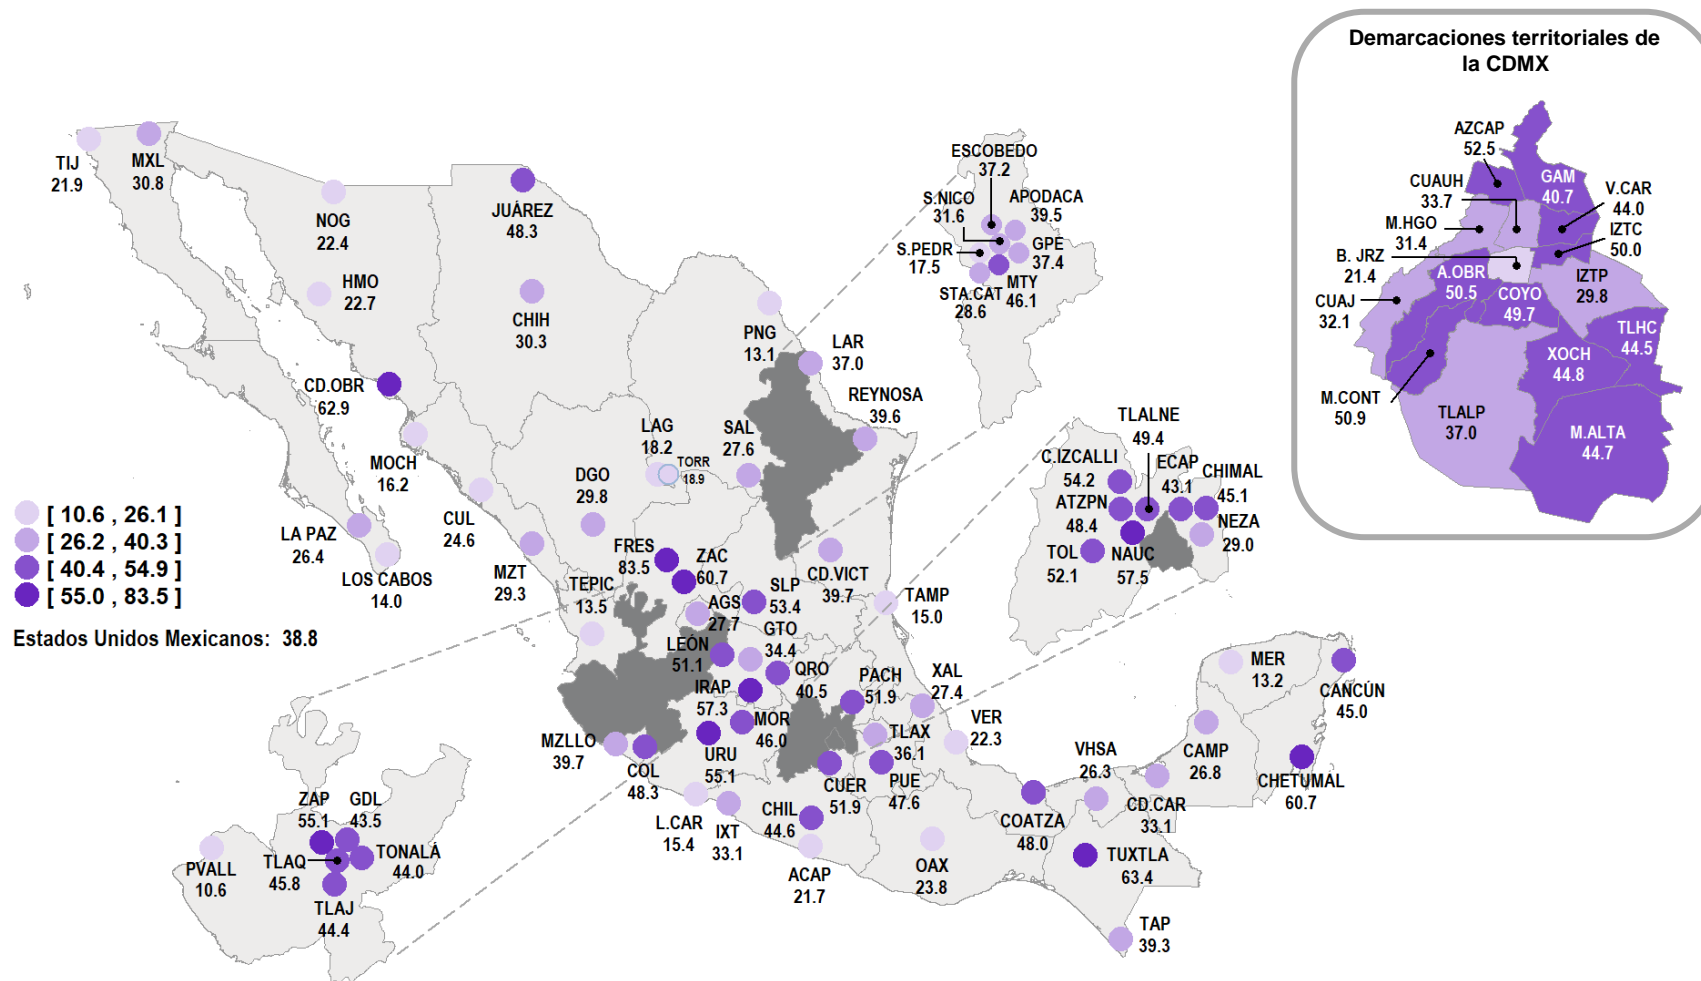 Demarcaciones territoriales de
la CDMX
AZCAP
52.5
CUAUH
33.7
GAM
40.7
V.CAR
44.0
M.HGO
31.4
IZTC
50.0
B. JRZ
21.4
A.OBR
50.5
IZTP
29.8
CUAJ
32.1
COYO
49.7
TLHC
44.5
XOCH
44.8
M.CONT
50.9
TLALP
37.0
M.ALTA
44.7
TIJ
21.9
MXL
30.8
NOG
22.4
JUÁREZ
48.3
HMO
22.7
CHIH
30.3
ESCOBEDO
37.2
S.NICO
31.6
APODACA
39.5
S.PEDR
17.5
GPE
37.4
MTY
46.1
STA.CAT
28.6
PNG
13.1
LAR
37.0
CD.OBR
62.9
REYNOSA
39.6
MOCH
16.2
LAG
18.2
TORR
18.9
SAL
27.6
DGO
29.8
CUL
24.6
LA PAZ
26.4
LOS CABOS
14.0
MZT
29.3
TLALNE
49.4
C.IZCALLI
54.2
ECAP
43.1
CHIMAL
45.1
ATZPN
48.4
NEZA
29.0
TOL
52.1
NAUC
57.5
[ 10.6 , 26.1 ]
[ 26.2 , 40.3 ]
[ 40.4 , 54.9 ]
[ 55.0 , 83.5 ]
Estados Unidos Mexicanos: 38.8
FRES
83.5
ZAC
60.7
SLP
53.4
CD.VICT
39.7
TAMP
15.0
TEPIC
13.5
AGS
27.7
GTO
34.4
LEÓN
51.1
QRO
40.5
IRAP
57.3
PACH
51.9
XAL
27.4
MOR
46.0
TLAX
36.1
VER
22.3
MZLLO
39.7
COL
48.3
URU
55.1
CUER
51.9
PUE
47.6
L.CAR
15.4
IXT
33.1
CHIL
44.6
ACAP
21.7
OAX
23.8
COATZA
48.0
VHSA
26.3
CD.CAR
33.1
CAMP
26.8
MER
13.2
CANCÚN
45.0
CHETUMAL
60.7
TUXTLA
63.4
TAP
39.3
ZAP
55.1
GDL
43.5
PVALL
10.6
TLAQ
45.8
TONALÁ
44.0
TLAJ
44.4